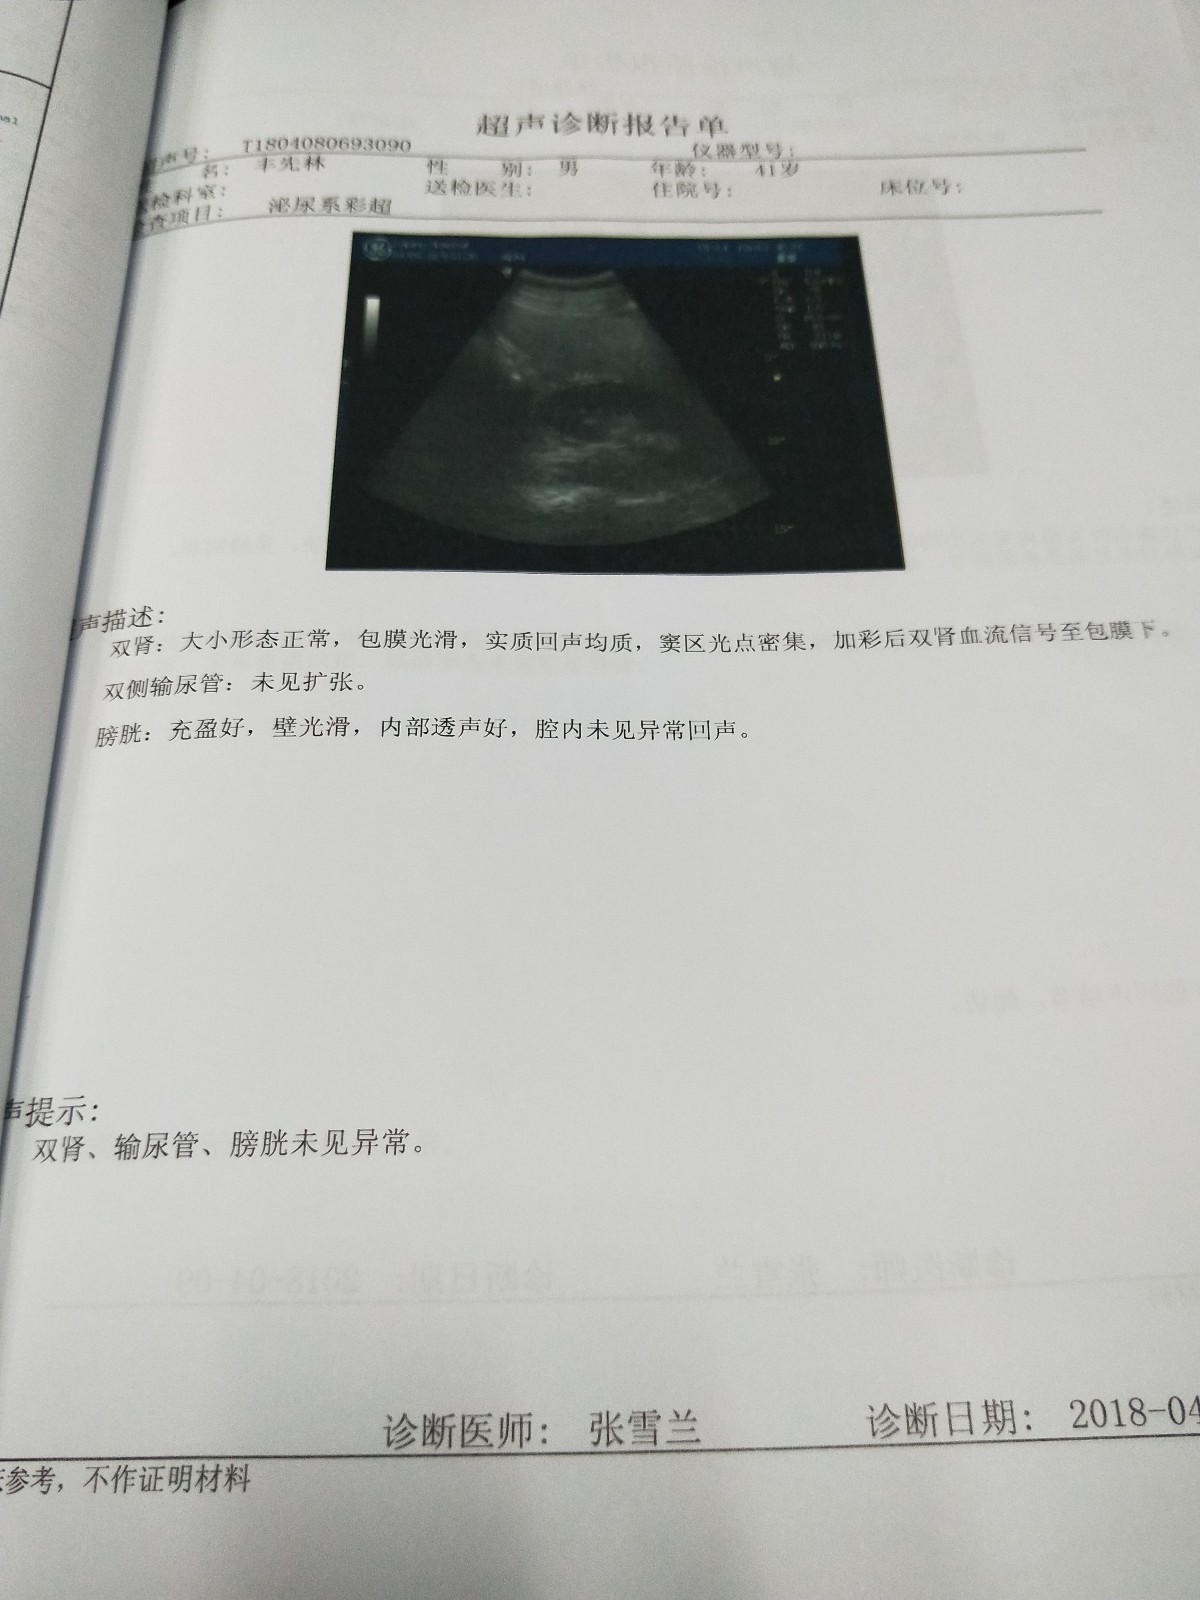 超声诊断报告单
声号： T1804080693090 仪器型号：
名： 丰先林 性 别： 男 年龄： 41岁
检科室： 送检医生： 住院号： 床位号：
查项目： 泌尿系彩超
声描述：
双肾：大小形态正常，包膜光滑，实质回声均质，窦区光点密集，加彩后双肾血流信号至包膜下。
双侧输尿管：未见扩张。
膀胱：充盈好，壁光滑，内部透声好，腔内未见异常回声。
声提示：
双肾、输尿管、膀胱未见异常。
诊断医师： 张雪兰 诊断日期： 2018-04
参考，不作证明材料